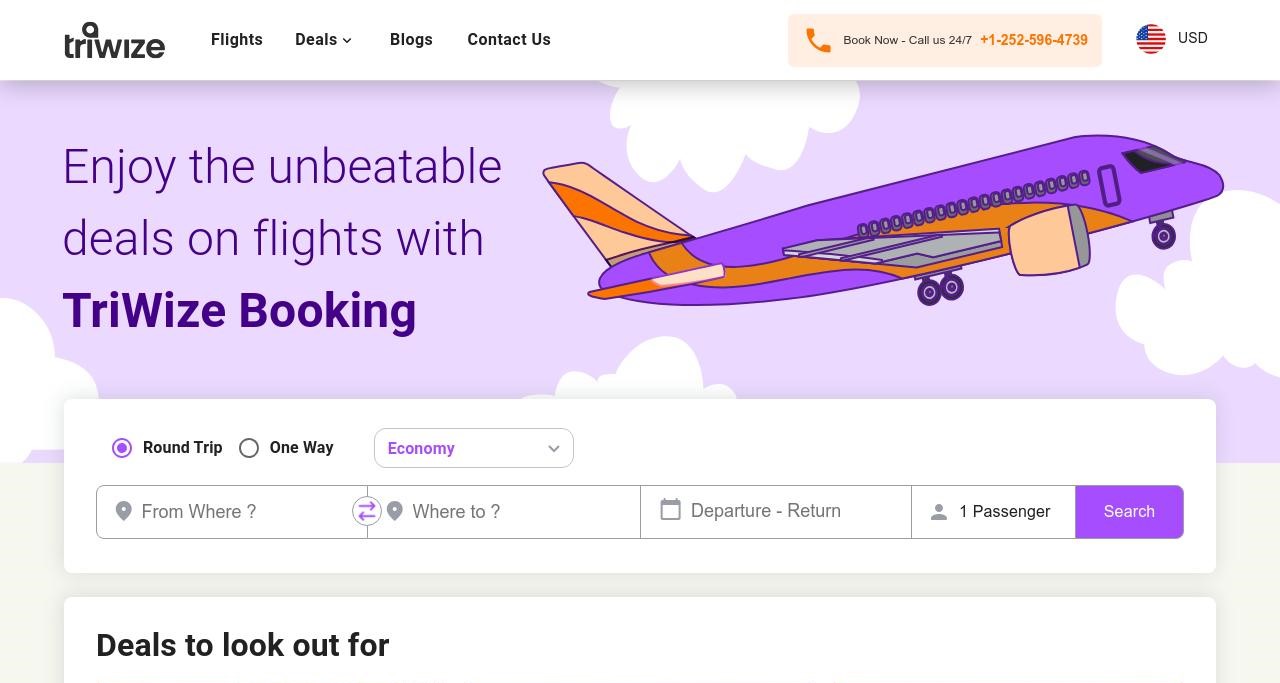 triwize
Flights
Deals
Blogs
Contact Us
Book Now - Call us 24/7 +1-252-596-4739
USD
Enjoy the unbeatable
deals on flights with
TriWize Booking
Round Trip
One Way
Economy
From Where ?
Where to ?
Departure - Return
1 Passenger
Search
Deals to look out for